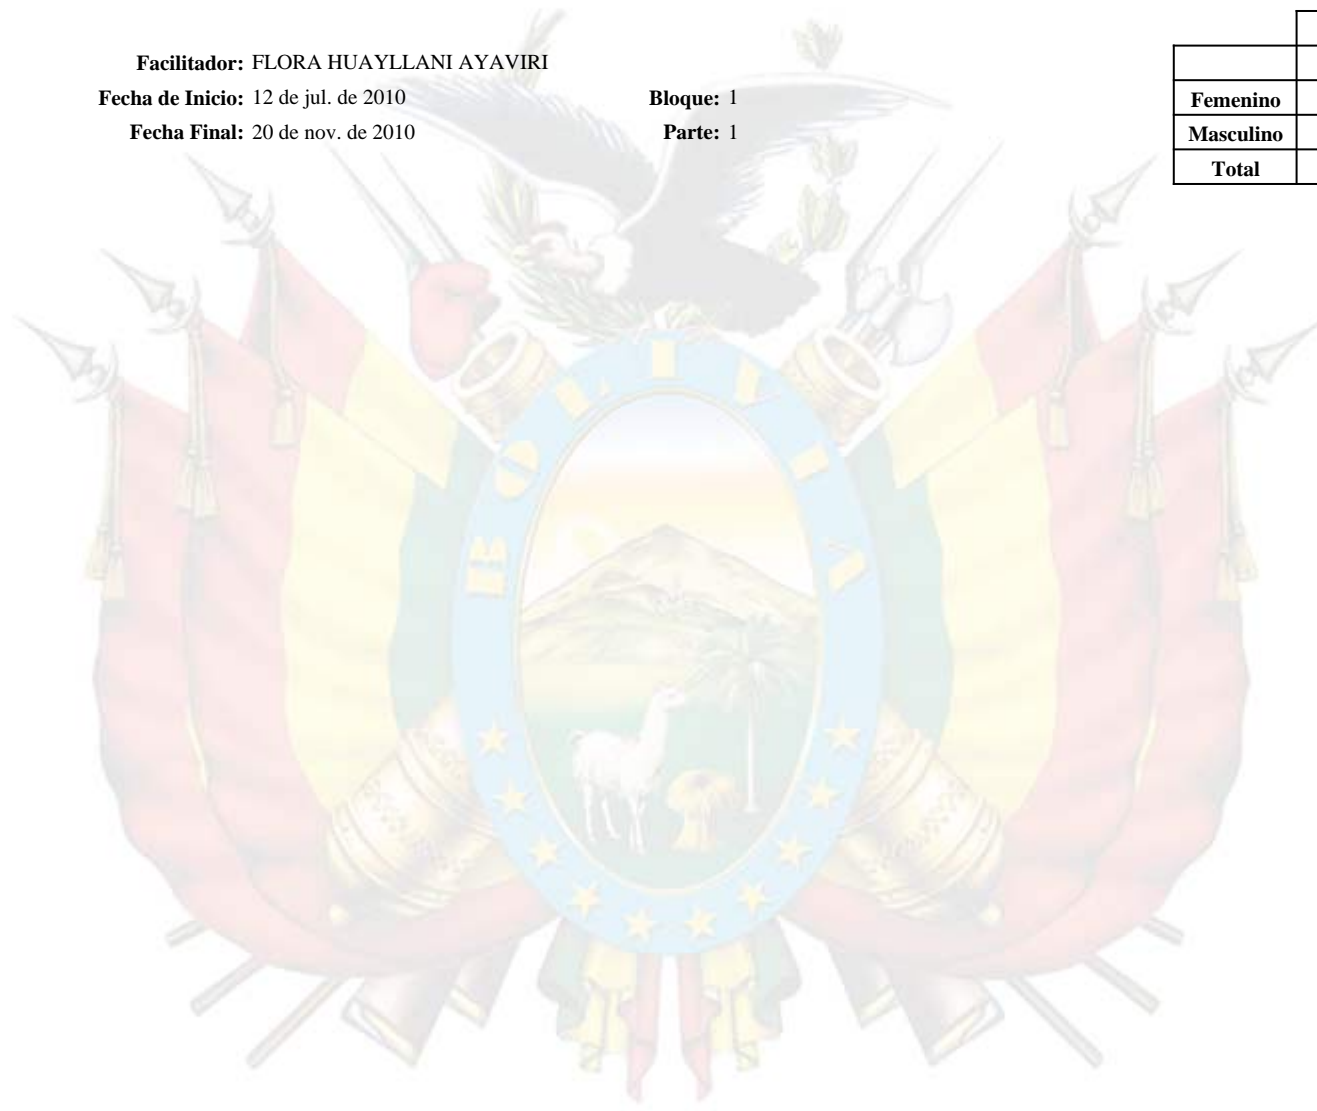 Facilitador: FLORA HUAYLLANI AYAVIRI
Fecha de Inicio: 12 de jul. de 2010 Bloque: 1
Fecha Final: 20 de nov. de 2010 Parte: 1
Femenino
Masculino
Total
BOLIVIA